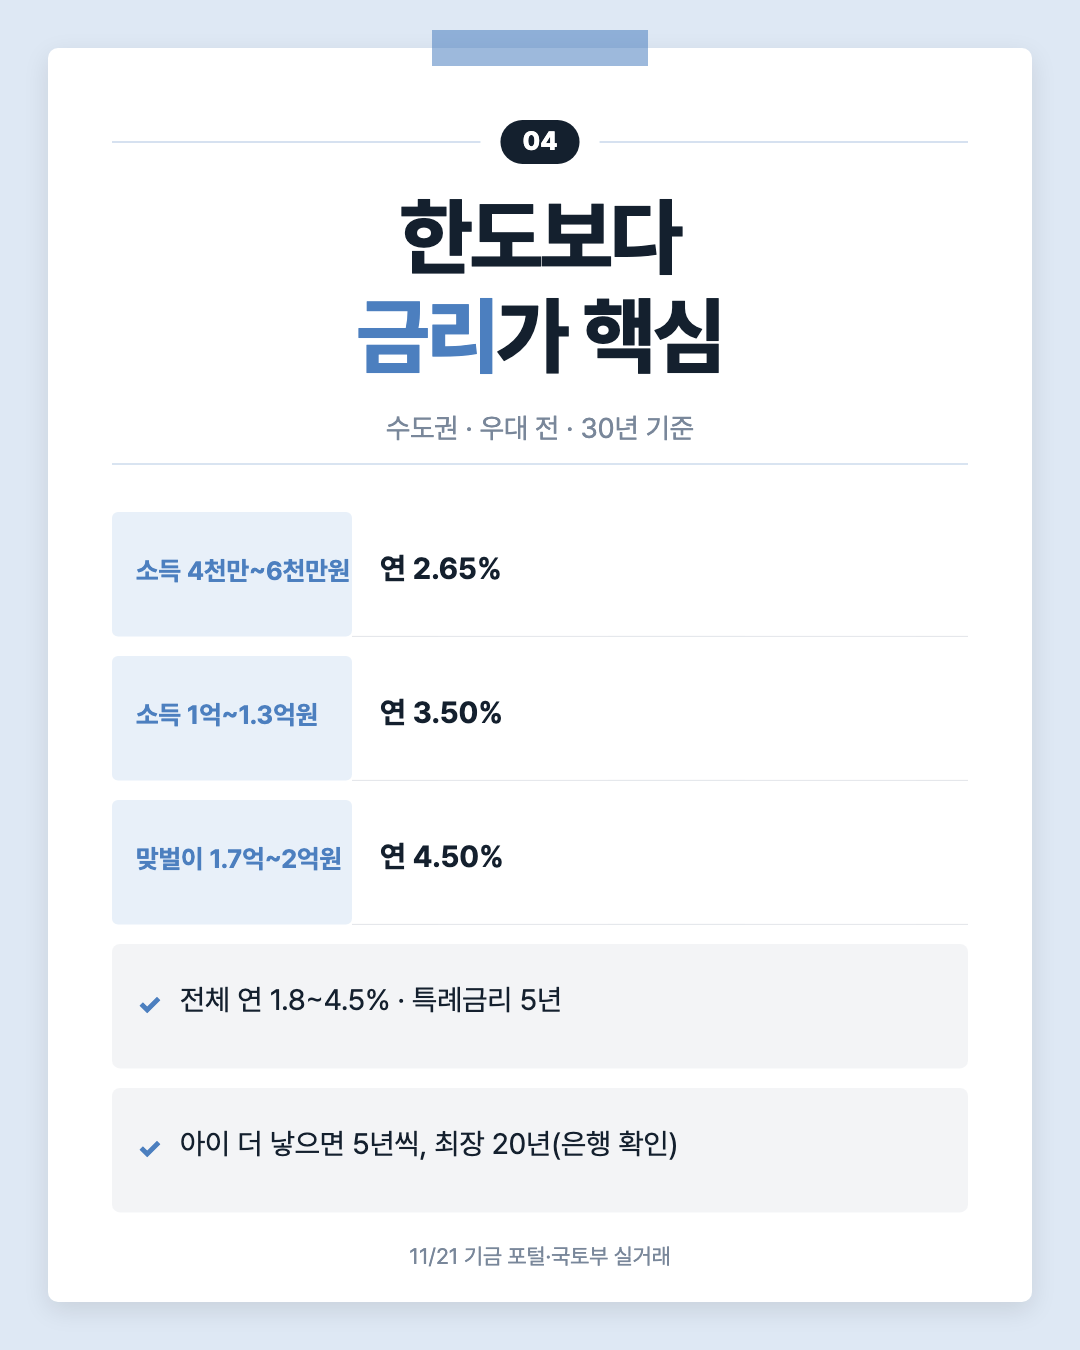 04
한도보다
금리가 핵심
수도권 · 우대 전 · 30년 기준
소득 4천만~6천만원
연 2.65%
소득 1억~1.3억원
연 3.50%
맞벌이 1.7억~2억원
연 4.50%
전체 연 1.8~4.5% · 특례금리 5년
아이 더 낳으면 5년씩, 최장 20년(은행 확인)
11/21 기금 포털·국토부 실거래